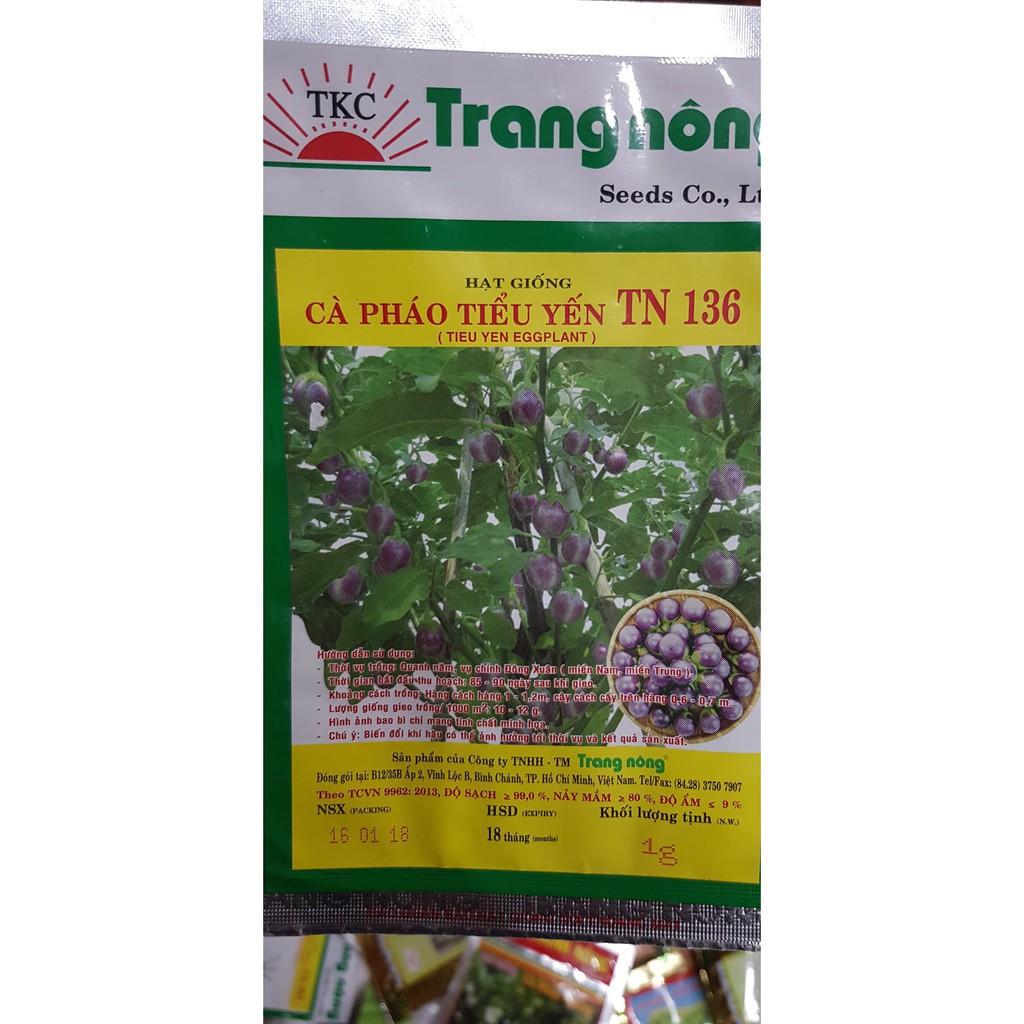 TKC
Trang nông
Seeds Co., Lt
HẠT GIỐNG
CÀ PHÁO TIỂU YẾN TN 136
( TIEU YEN EGGPLANT )
Hướng dẫn sử dụng:
- Thời vụ trồng: Quanh năm, vụ chính Đông Xuân ( miền Nam, miền Trung ).
- Thời gian bắt đầu thu hoạch: 85 - 90 ngày sau khi gieo.
- Khoảng cách trồng: Hàng cách hàng 1 - 1,2m, cây cách cây trên hàng 0,6 - 0,7 m.
- Lượng giống gieo trồng/ 1000 m²: 10 - 12 g.
- Hình ảnh bao bì chỉ mang tính chất minh họa.
- Chú ý: Biến đổi khí hậu có thể ảnh hưởng tới thời vụ và kết quả sản xuất.
Sản phẩm của Công ty TNHH - TM Trang nông
Đóng gói tại: B12/35B Ấp 2, Vĩnh Lộc B, Bình Chánh, TP. Hồ Chí Minh, Việt Nam. Tel/Fax: (84.28) 3750 7907
Theo TCVN 9962: 2013, ĐỘ SẠCH ≥ 99,0 %, NẢY MẦM ≥ 80 %, ĐỘ ẨM ≤ 9 %
NSX (PACKING) HSD (EXPIRY) Khối lượng tịnh (N.W.)
16 01 18 18 tháng (months) 1g